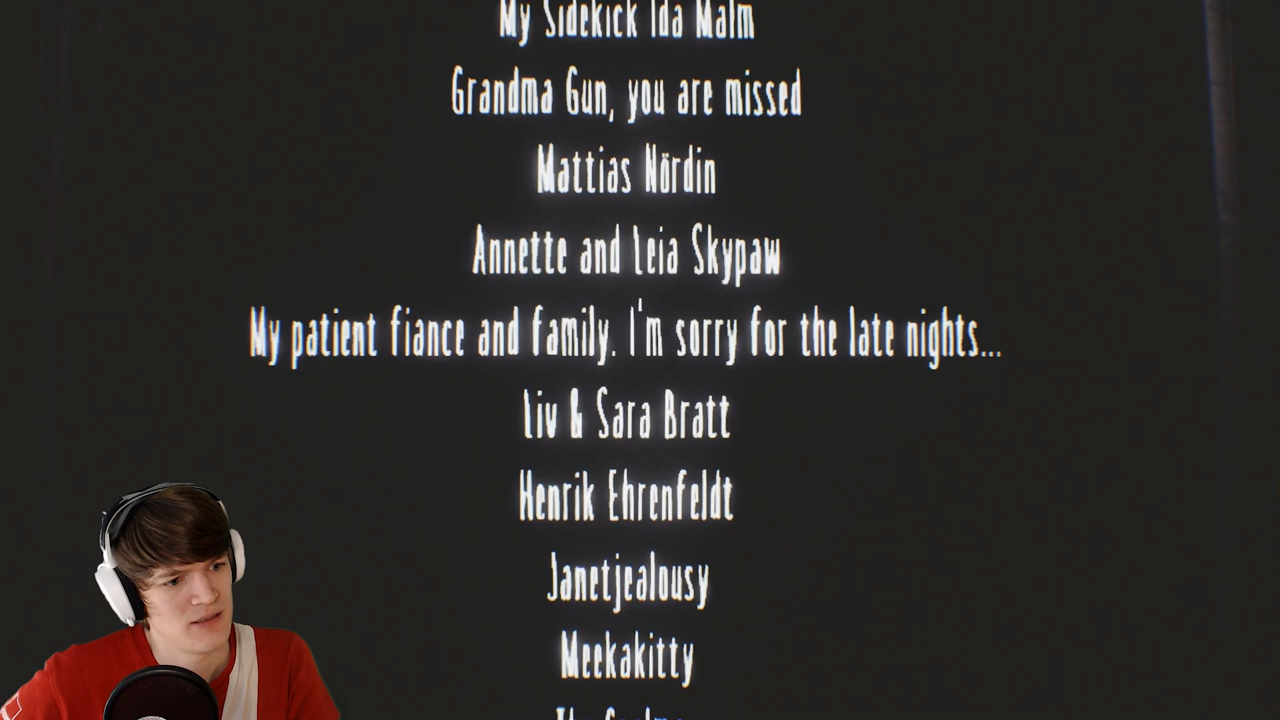 My Sidekick Ida Malm
Grandma Gun, you are missed
Mattias Nördin
Annette and Leia Skypaw
My patient fiance and family. I'm sorry for the late nights...
Liv & Sara Bratt
Henrik Ehrenfeldt
Janetjealousy
Meekakitty
The